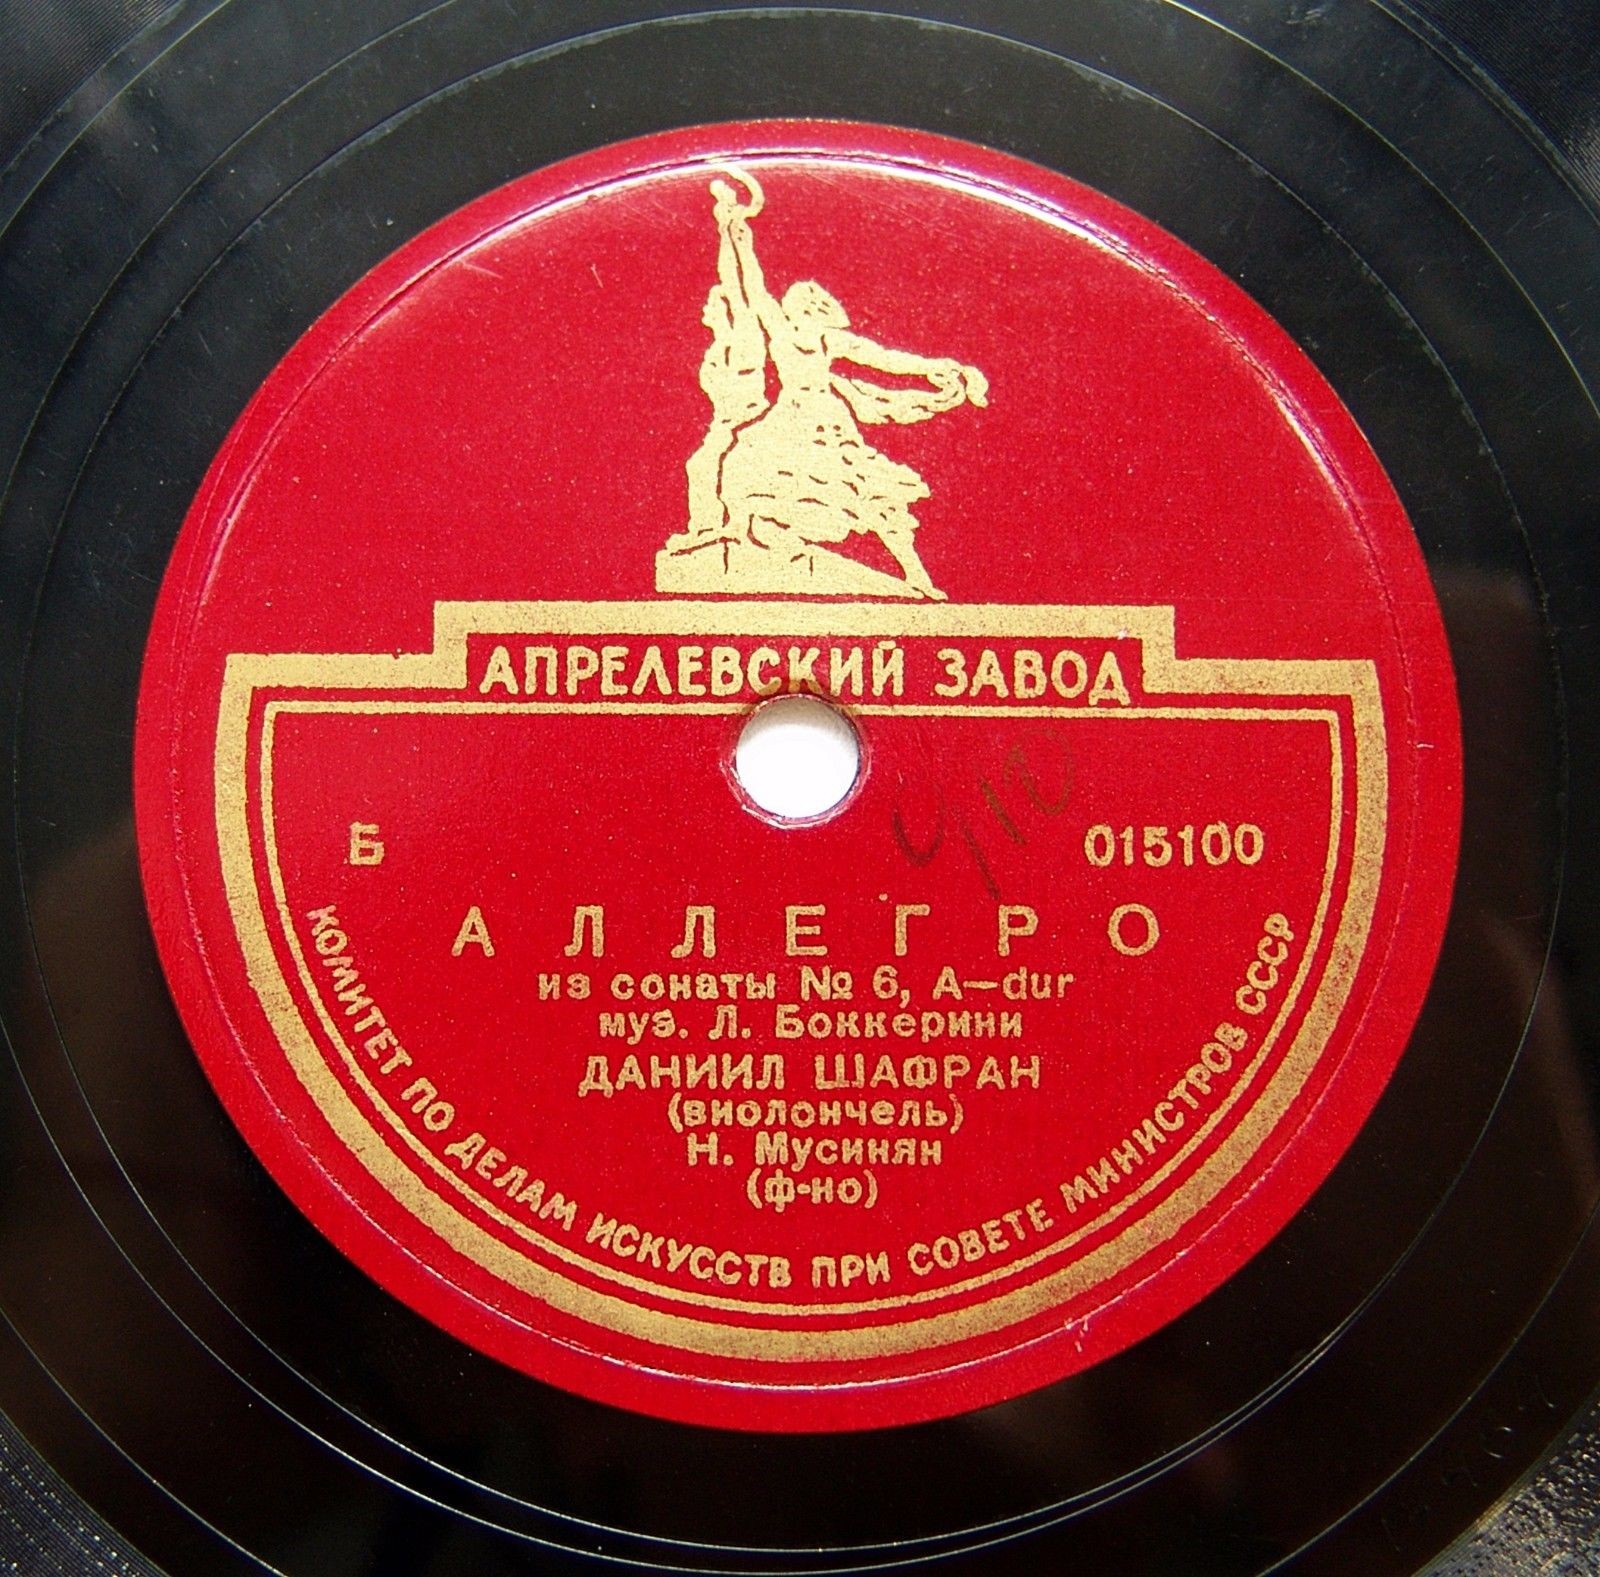 АПРЕЛЕВСКИЙ ЗАВОД
Б 015100
АЛЛЕГРО
из сонаты № 6, A—dur
муз. Л. Боккерини
ДАНИИЛ ШАФРАН
(виолончель)
Н. Мусинян
(ф-но)
КОМИТЕТ ПО ДЕЛАМ ИСКУССТВ ПРИ СОВЕТЕ МИНИСТРОВ СССР